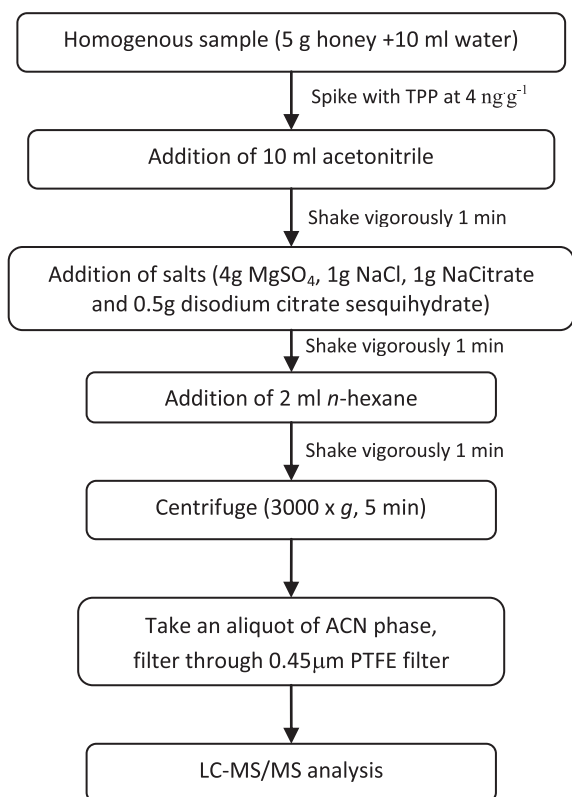 Homogenous sample (5 g honey +10 ml water)
Spike with TPP at 4 ng·g⁻¹
Addition of 10 ml acetonitrile
Shake vigorously 1 min
Addition of salts (4g MgSO₄, 1g NaCl, 1g NaCitrate
and 0.5g disodium citrate sesquihydrate)
Shake vigorously 1 min
Addition of 2 ml n-hexane
Shake vigorously 1 min
Centrifuge (3000 x g, 5 min)
Take an aliquot of ACN phase,
filter through 0.45μm PTFE filter
LC-MS/MS analysis